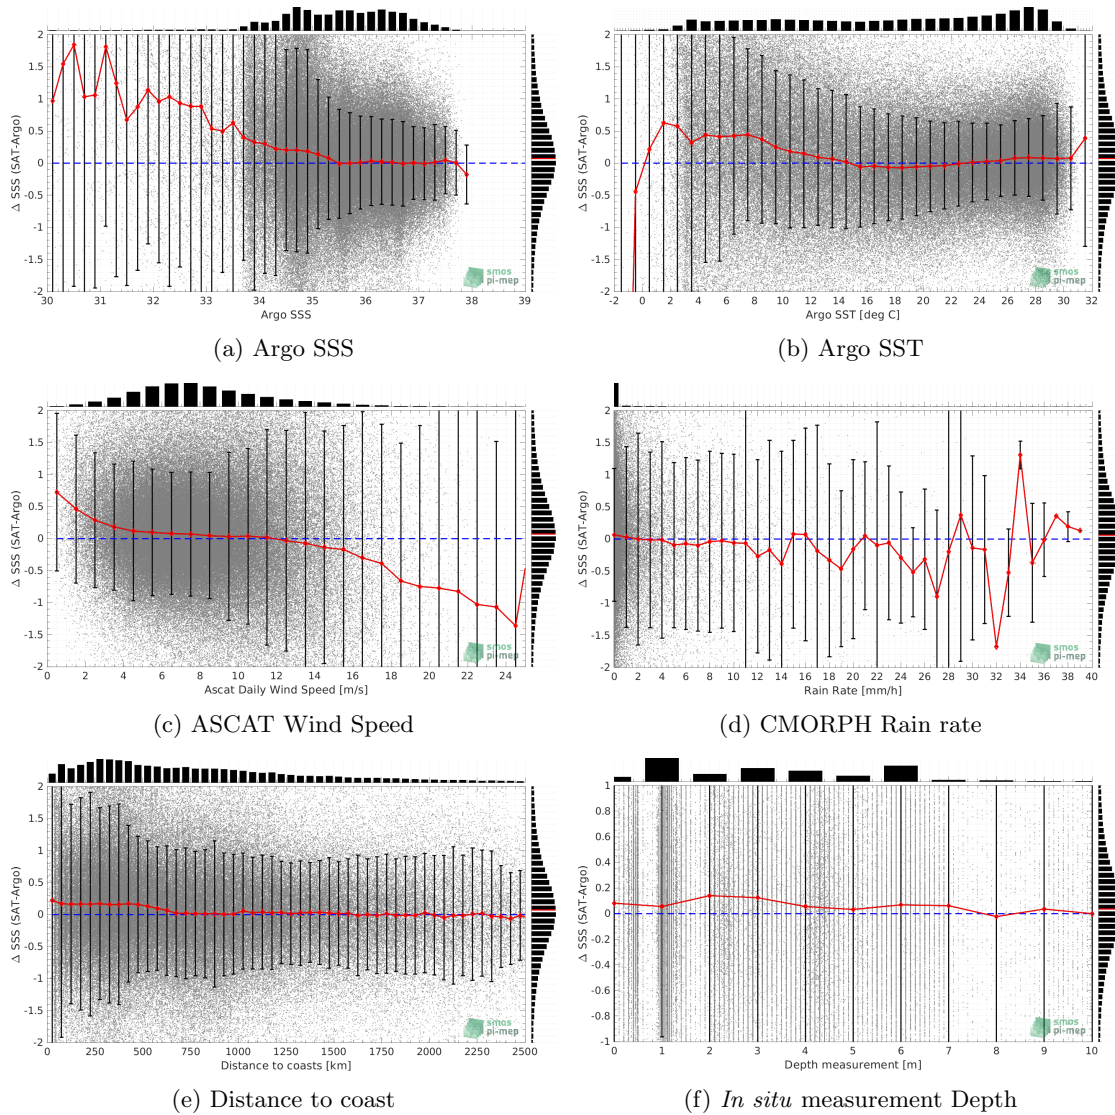 2
1.5
1
0.5
0
-0.5
-1
-1.5
-2
Δ SSS (SAT-Argo)
30 31 32 33 34 35 36 37 38 39
Argo SSS
smos
pi-mep
(a) Argo SSS
2
1.5
1
0.5
0
-0.5
-1
-1.5
-2
Δ SSS (SAT-Argo)
-2 0 2 4 6 8 10 12 14 16 18 20 22 24 26 28 30 32
Argo SST [deg C]
smos
pi-mep
(b) Argo SST
2
1.5
1
0.5
0
-0.5
-1
-1.5
-2
Δ SSS (SAT-Argo)
0 2 4 6 8 10 12 14 16 18 20 22 24
Ascat Daily Wind Speed [m/s]
smos
pi-mep
(c) ASCAT Wind Speed
2
1.5
1
0.5
0
-0.5
-1
-1.5
-2
Δ SSS (SAT-Argo)
0 2 4 6 8 10 12 14 16 18 20 22 24 26 28 30 32 34 36 38 40
Rain Rate [mm/h]
smos
pi-mep
(d) CMORPH Rain rate
2
1.5
1
0.5
0
-0.5
-1
-1.5
-2
Δ SSS (SAT-Argo)
0 250 500 750 1000 1250 1500 1750 2000 2250 2500
Distance to coasts [km]
smos
pi-mep
(e) Distance to coast
1
0.8
0.6
0.4
0.2
0
-0.2
-0.4
-0.6
-0.8
-1
Δ SSS (SAT-Argo)
0 1 2 3 4 5 6 7 8 9 10
Depth measurement [m]
smos
pi-mep
(f) In situ measurement Depth